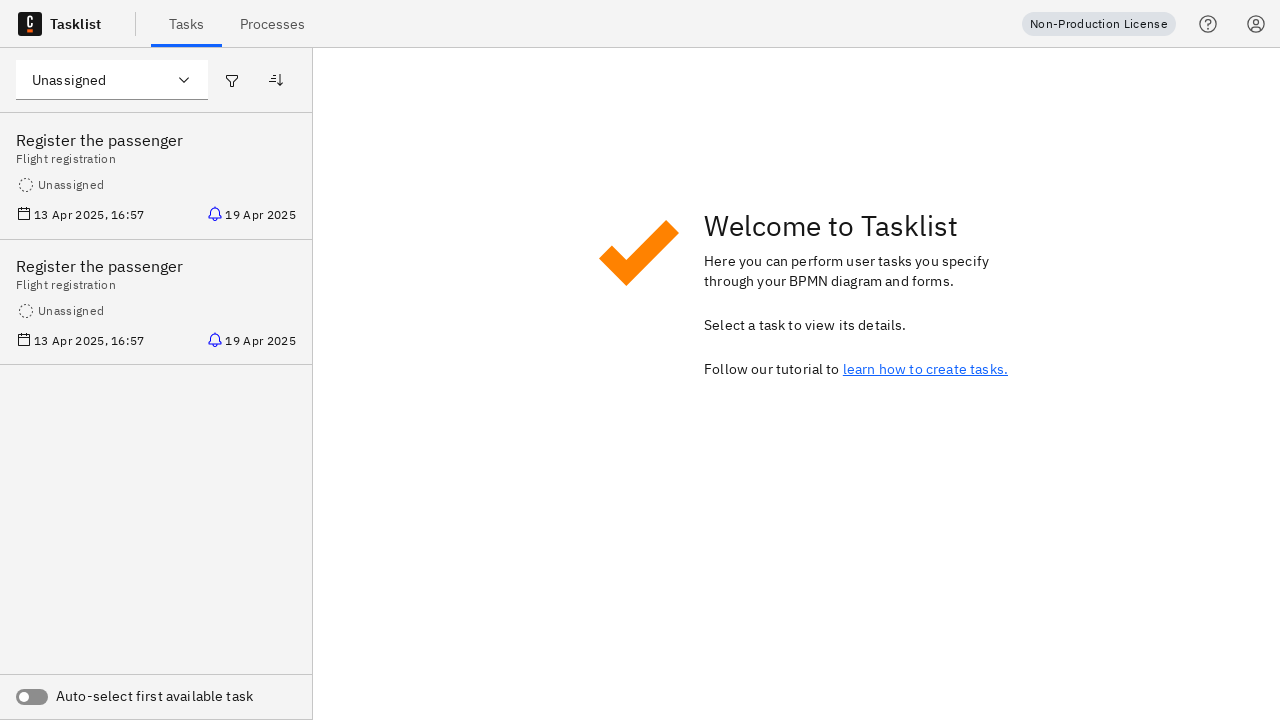 Tasklist
Tasks
Processes
Non-Production License
Unassigned
Register the passenger
Flight registration
Unassigned
13 Apr 2025, 16:57
19 Apr 2025
Register the passenger
Flight registration
Unassigned
13 Apr 2025, 16:57
19 Apr 2025
Auto-select first available task
Welcome to Tasklist
Here you can perform user tasks you specify
through your BPMN diagram and forms.
Select a task to view its details.
Follow our tutorial to learn how to create tasks.